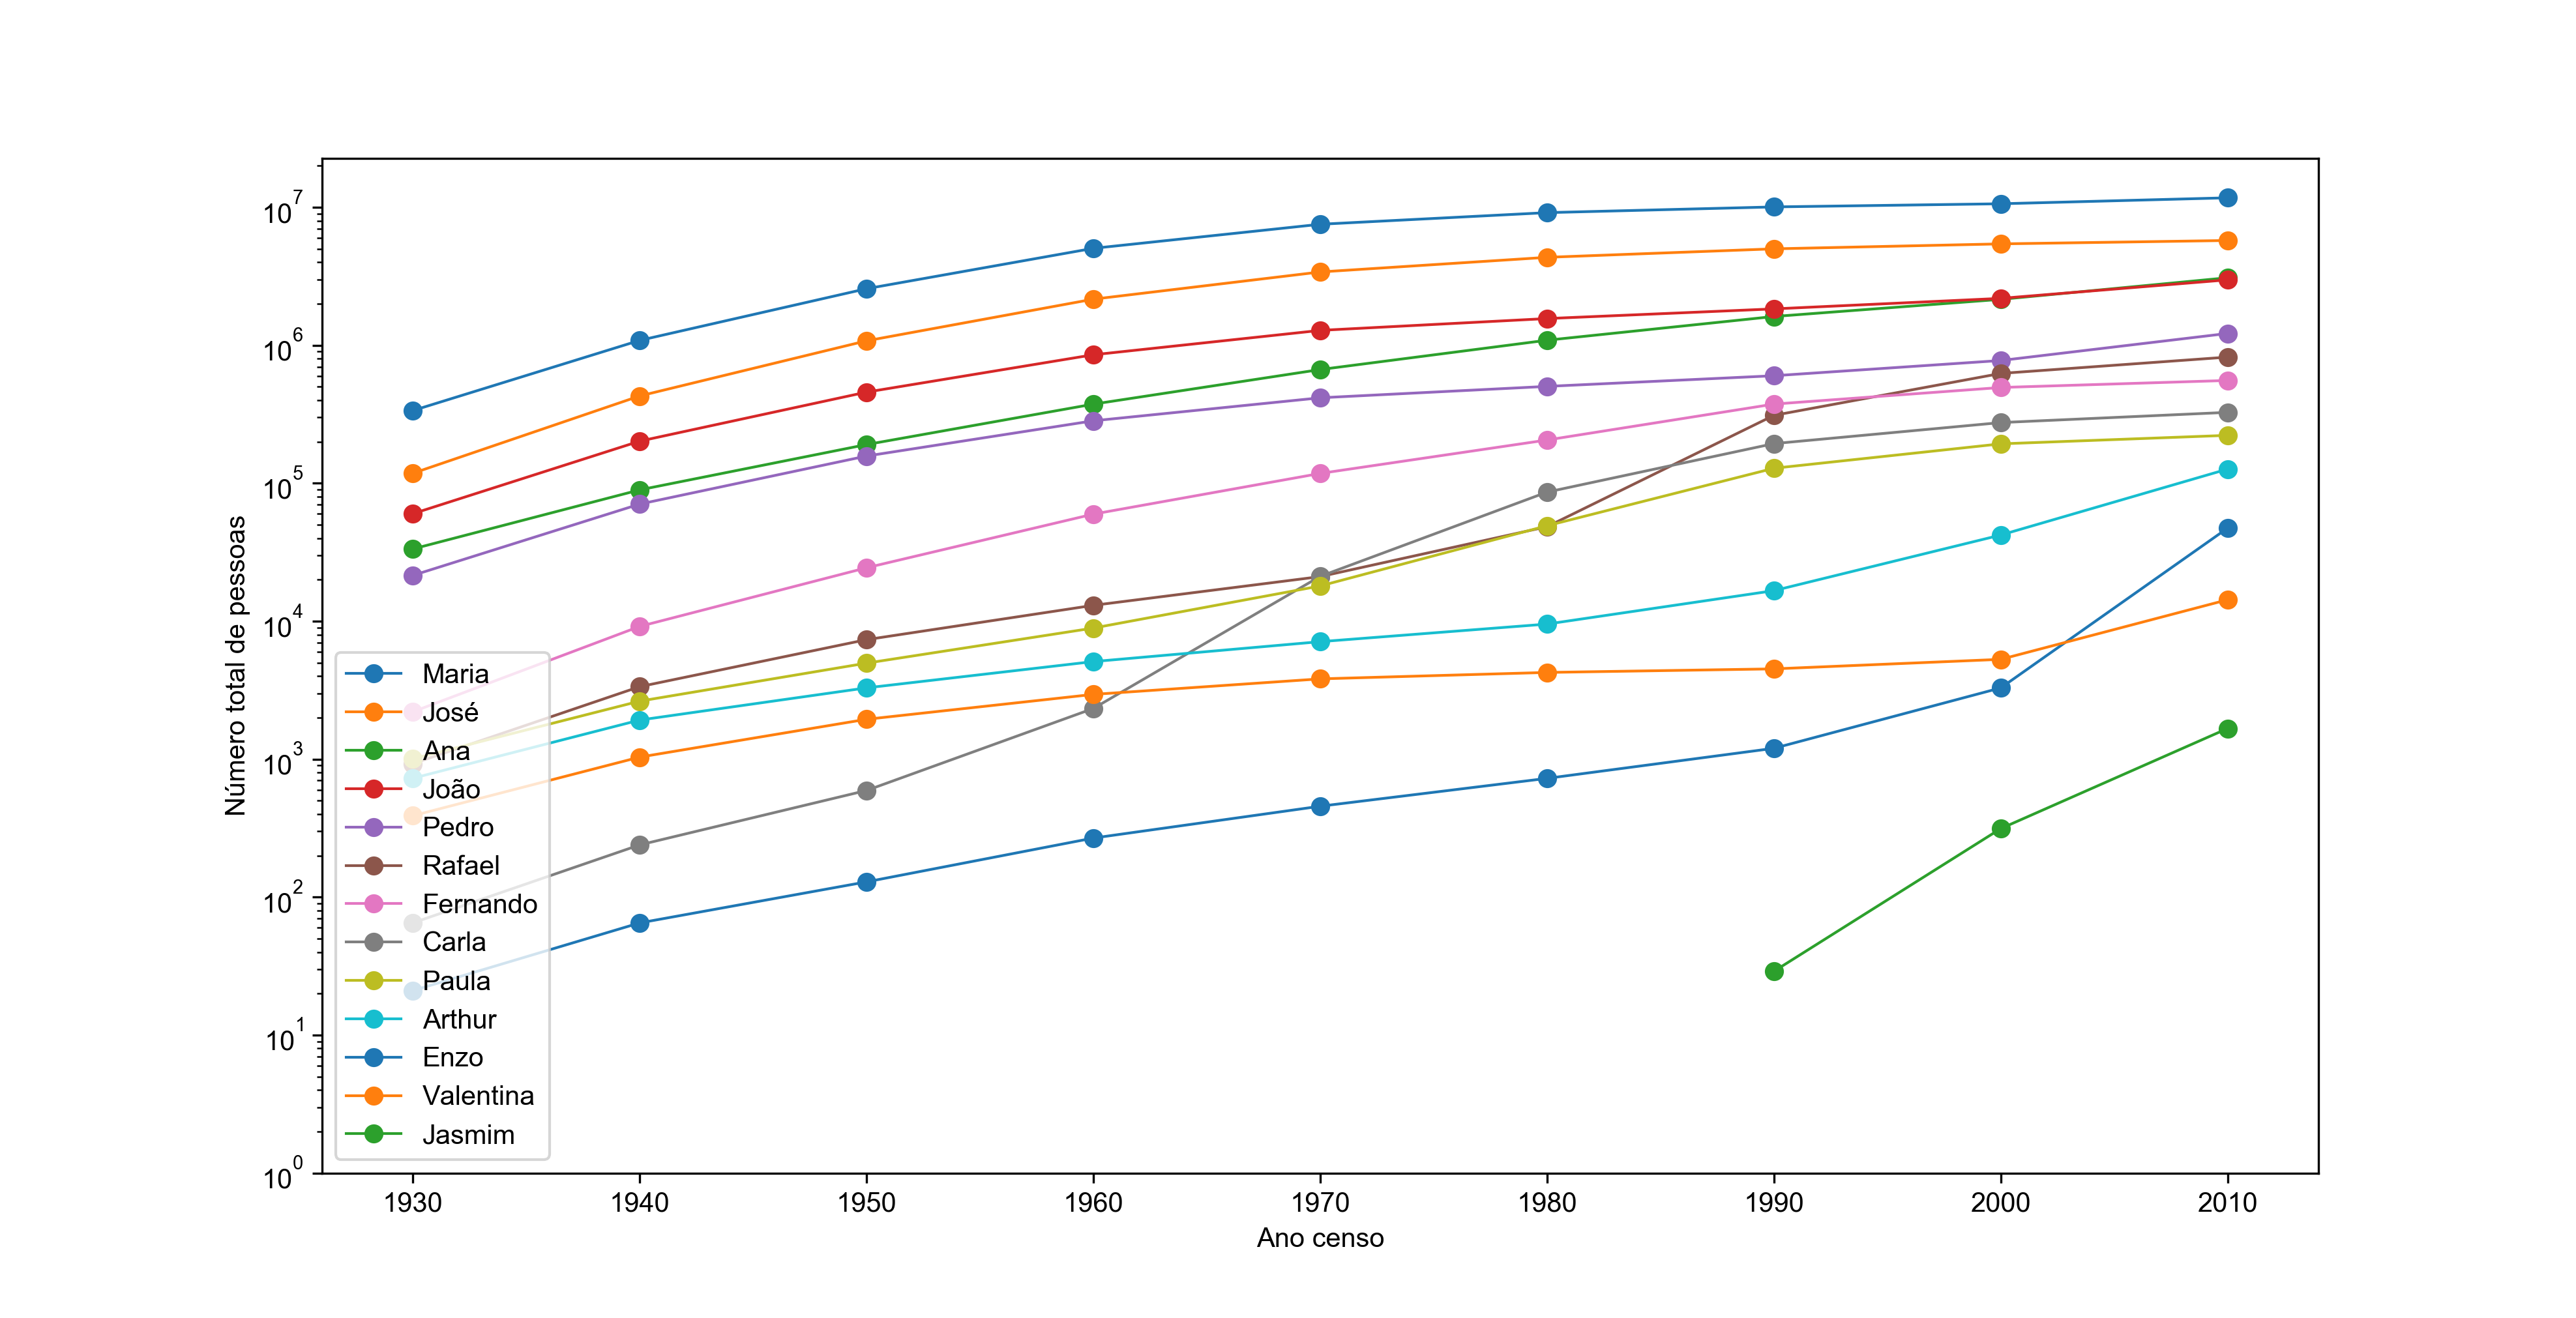 10^7
10^6
10^5
10^4
10^3
10^2
10^1
10^0
Número total de pessoas
Maria
José
Ana
João
Pedro
Rafael
Fernando
Carla
Paula
Arthur
Enzo
Valentina
Jasmim
1930 1940 1950 1960 1970 1980 1990 2000 2010
Ano censo